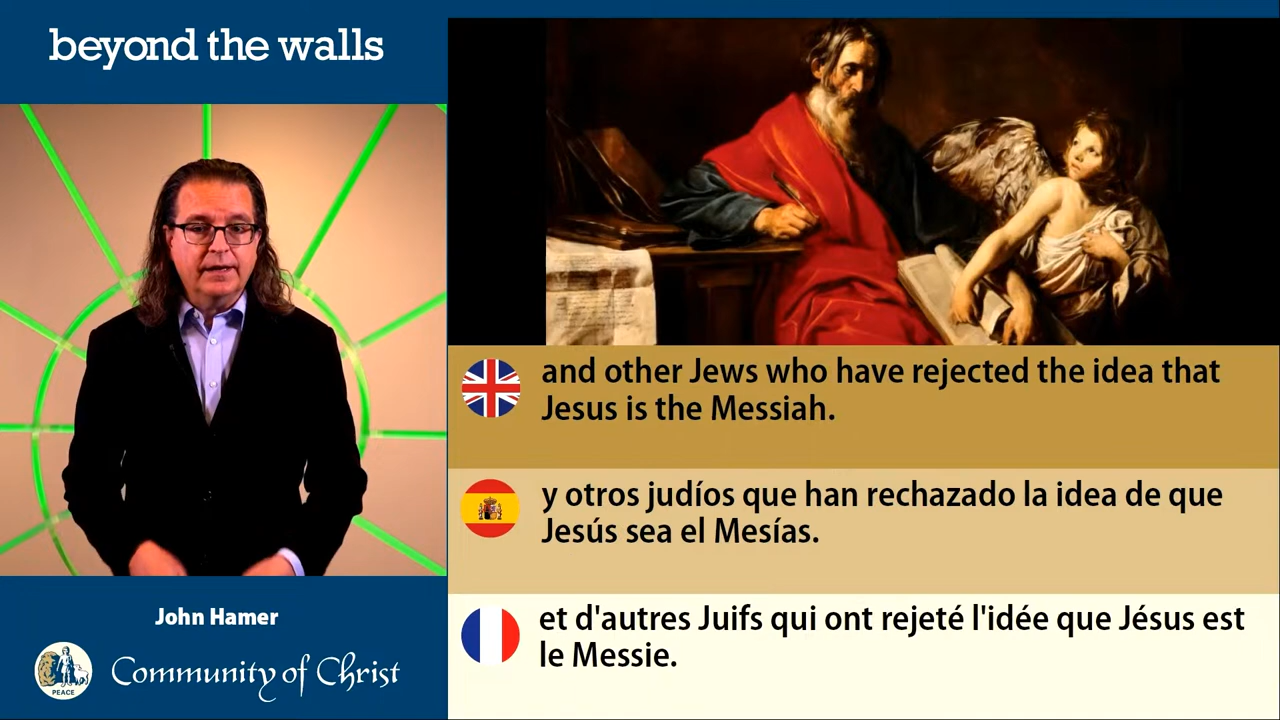 beyond the walls
and other Jews who have rejected the idea that
Jesus is the Messiah.
y otros judíos que han rechazado la idea de que
Jesús sea el Mesías.
et d'autres Juifs qui ont rejeté l'idée que Jésus est
le Messie.
John Hamer
PEACE
Community of Christ